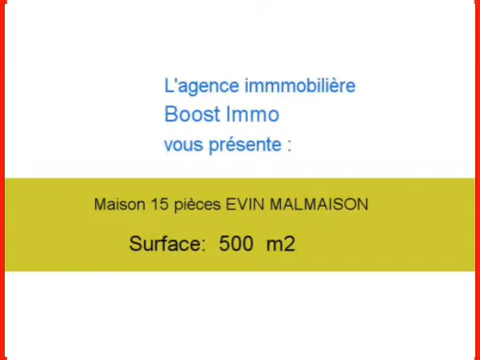 L'agence immmobilière
Boost Immo
vous présente :
Maison 15 pièces EVIN MALMAISON
Surface: 500 m2